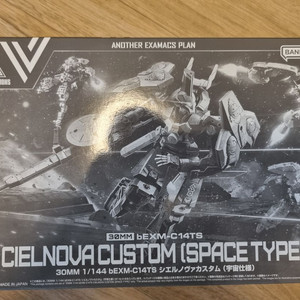 ANOTHER EXAMACS PLAN
BAN
30MM bEXM-C14TS
CIELNOVA CUSTOM (SPACE TYPE
30MM 1/144 bEXM-C14TS シエルノヴァカスタム (宇宙仕様)